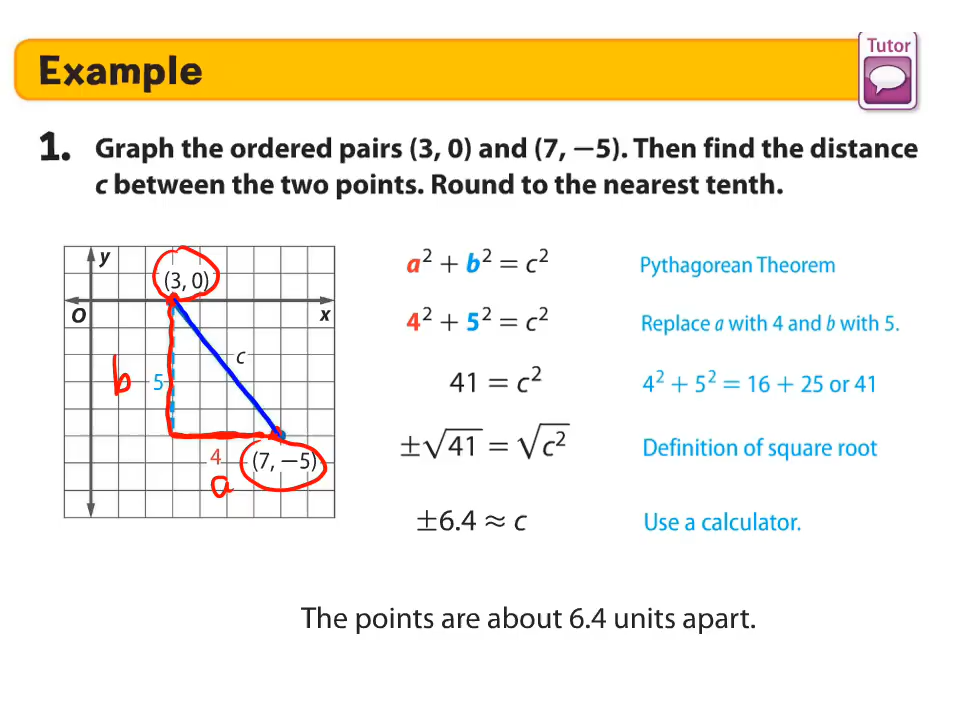 Tutor
Example
1. Graph the ordered pairs (3, 0) and (7, −5). Then find the distance
c between the two points. Round to the nearest tenth.
y
(3, 0)
O
x
c
b
5
4
(7, −5)
a
a² + b² = c² Pythagorean Theorem
4² + 5² = c² Replace a with 4 and b with 5.
41 = c² 4² + 5² = 16 + 25 or 41
±√41 = √c² Definition of square root
±6.4 ≈ c Use a calculator.
The points are about 6.4 units apart.